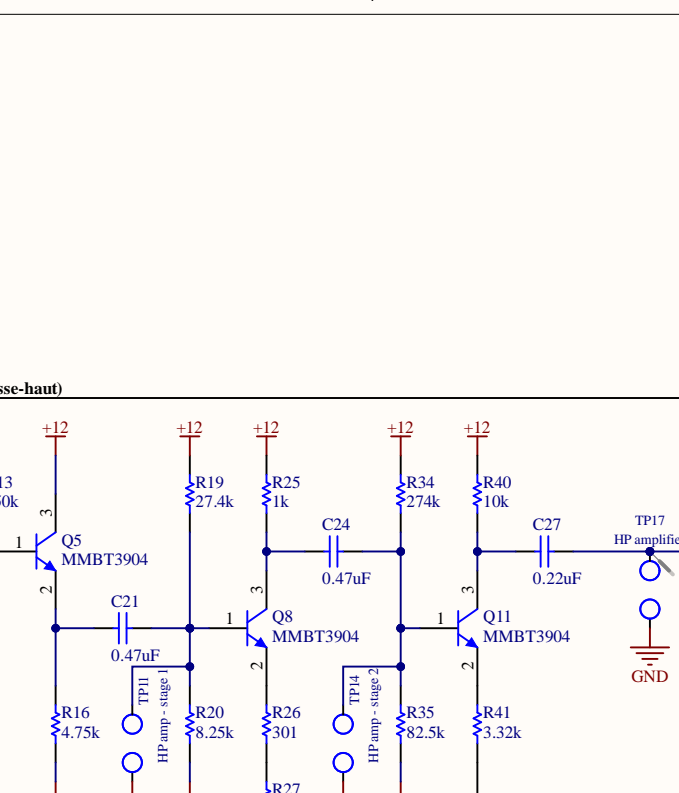 sse-haut)
+12
+12
+12
+12
+12
13
0k
R19
27.4k
R25
1k
R34
274k
R40
10k
3
1
Q5
MMBT3904
2
C24
0.47uF
C27
0.22uF
TP17
HP amplifie
C21
0.47uF
3
1
Q8
MMBT3904
2
3
1
Q11
MMBT3904
2
GND
TP11
HP amp - stage 1
TP14
HP amp - stage 2
R16
4.75k
R20
8.25k
R26
301
R35
82.5k
R41
3.32k
R27